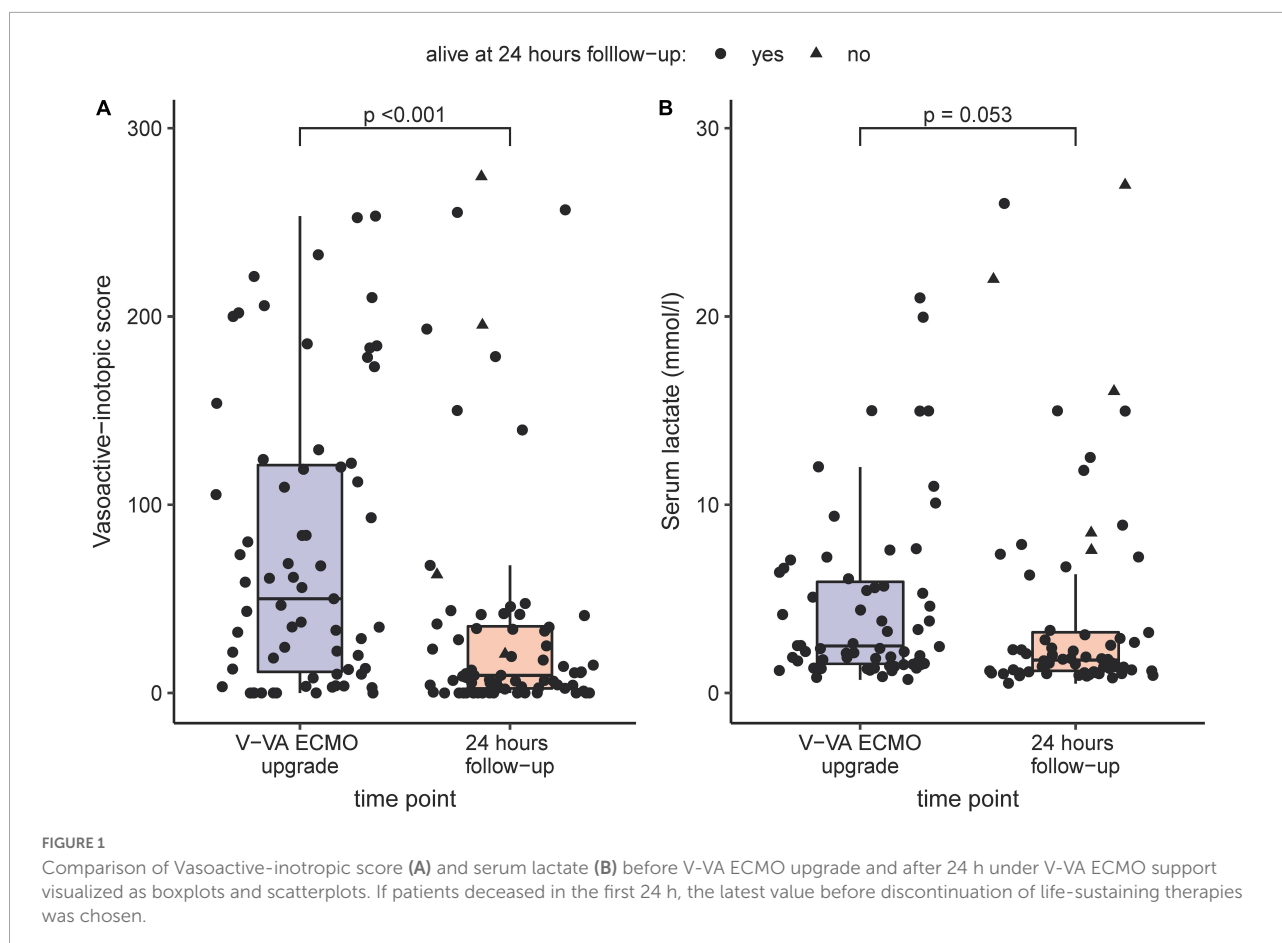 alive at 24 hours folllow-up: yes no
A
p <0.001
300
200
100
0
Vasoactive-inotopic score
V-VA ECMO
upgrade
24 hours
follow-up
time point
B
p = 0.053
30
20
10
0
Serum lactate (mmol/l)
V-VA ECMO
upgrade
24 hours
follow-up
time point
FIGURE 1
Comparison of Vasoactive-inotropic score (A) and serum lactate (B) before V-VA ECMO upgrade and after 24 h under V-VA ECMO support
visualized as boxplots and scatterplots. If patients deceased in the first 24 h, the latest value before discontinuation of life-sustaining therapies
was chosen.